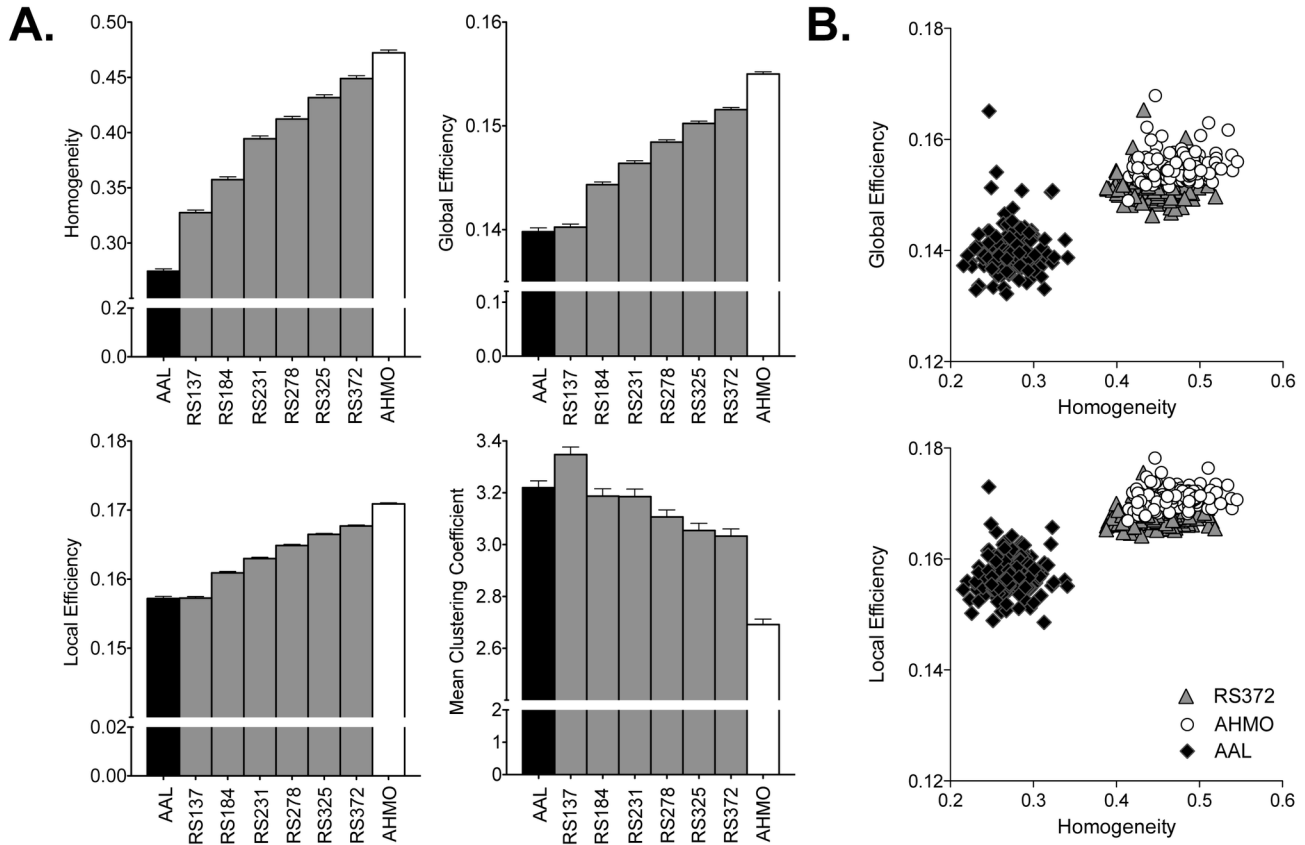 A.
Homogeneity
0.50
0.45
0.40
0.35
0.30
0.2
0.0
AAL
RS137
RS184
RS231
RS278
RS325
RS372
AHMO
Global Efficiency
0.16
0.15
0.14
0.1
0.0
AAL
RS137
RS184
RS231
RS278
RS325
RS372
AHMO
Local Efficiency
0.18
0.17
0.16
0.15
0.02
0.00
AAL
RS137
RS184
RS231
RS278
RS325
RS372
AHMO
Mean Clustering Coefficient
3.4
3.2
3.0
2.8
2.6
2
1
0
AAL
RS137
RS184
RS231
RS278
RS325
RS372
AHMO
B.
Global Efficiency
0.18
0.16
0.14
0.12
0.2 0.3 0.4 0.5 0.6
Homogeneity
Local Efficiency
0.18
0.16
0.14
0.12
RS372
AHMO
AAL
0.2 0.3 0.4 0.5 0.6
Homogeneity